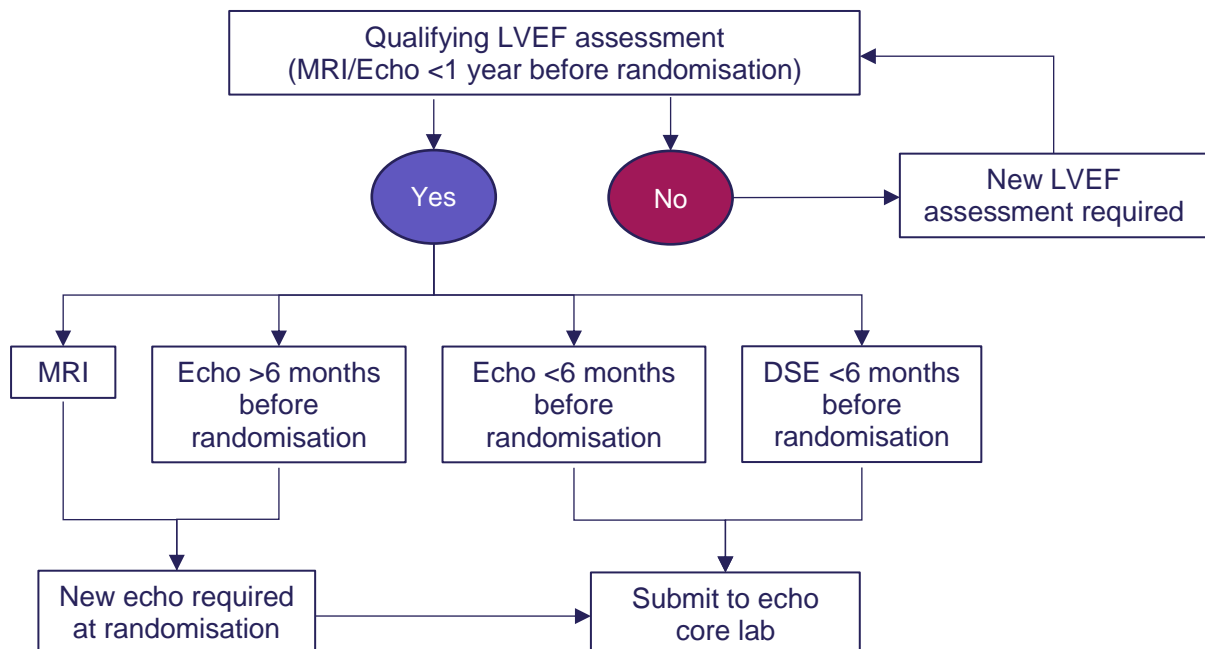 Qualifying LVEF assessment
(MRI/Echo <1 year before randomisation)
Yes
No
New LVEF
assessment required
MRI
Echo >6 months
before
randomisation
Echo <6 months
before
randomisation
DSE <6 months
before
randomisation
New echo required
at randomisation
Submit to echo
core lab